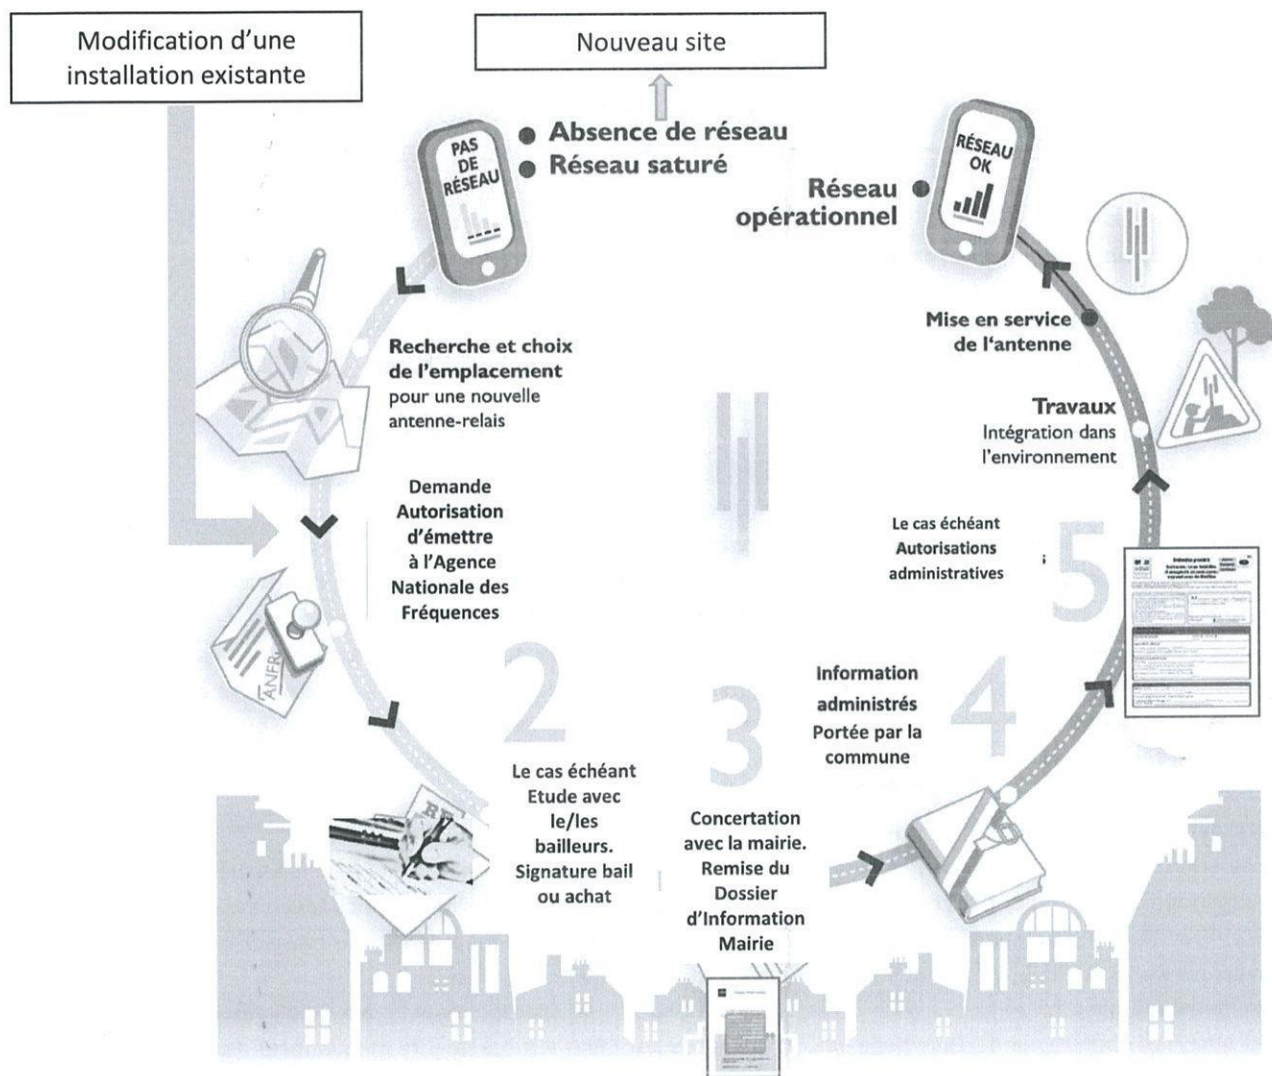 Modification d'une
installation existante
Nouveau site
Absence de réseau
Réseau saturé
PAS
DE
RÉSEAU
RÉSEAU
OK
Réseau
opérationnel
Mise en service
de l'antenne
Recherche et choix
de l'emplacement
pour une nouvelle
antenne-relais
Travaux
Intégration dans
l'environnement
Demande
Autorisation
d'émettre
à l'Agence
Nationale des
Fréquences
ANFR
2
Le cas échéant
Etude avec
le/les
bailleurs.
Signature bail
ou achat
3
Concertation
avec la mairie.
Remise du
Dossier
d'Information
Mairie
4
Information
administrés
Portée par la
commune
5
Le cas échéant
Autorisations
administratives